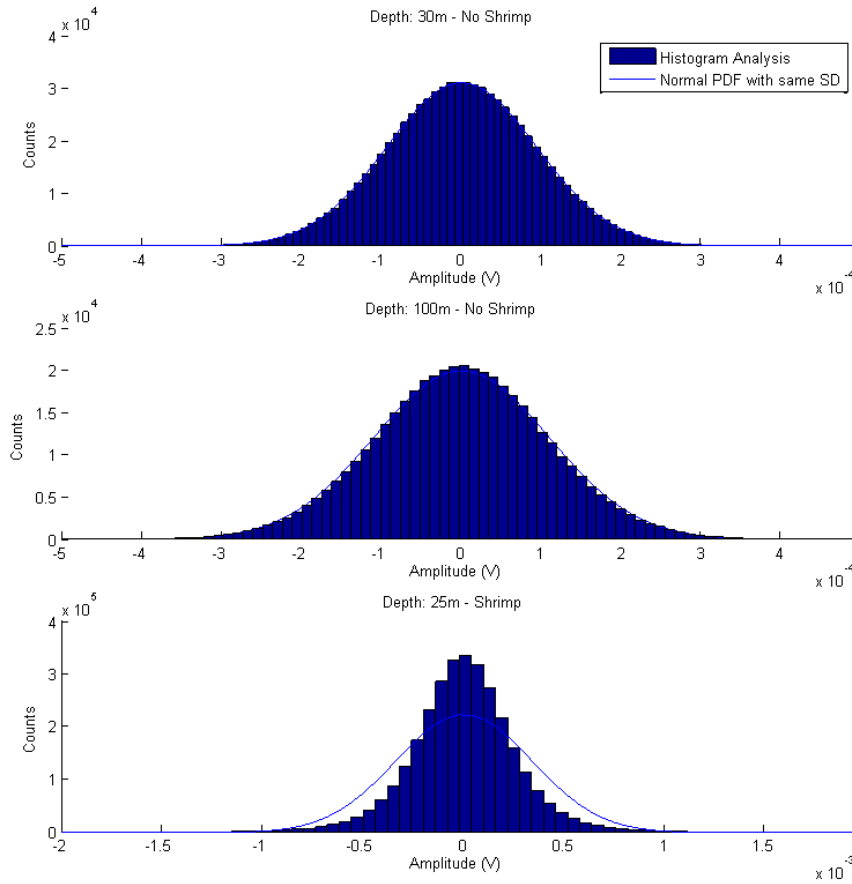 Depth: 30m - No Shrimp
x 10^4
4
3
2
1
0
Counts
Histogram Analysis
Normal PDF with same SD
-5 -4 -3 -2 -1 0 1 2 3 4
Amplitude (V)
x 10^-4
Depth: 100m - No Shrimp
x 10^4
2.5
2
1.5
1
0.5
0
Counts
-5 -4 -3 -2 -1 0 1 2 3 4
Amplitude (V)
x 10^-4
Depth: 25m - Shrimp
x 10^5
4
3
2
1
0
Counts
-2 -1.5 -1 -0.5 0 0.5 1 1.5
Amplitude (V)
x 10^-3